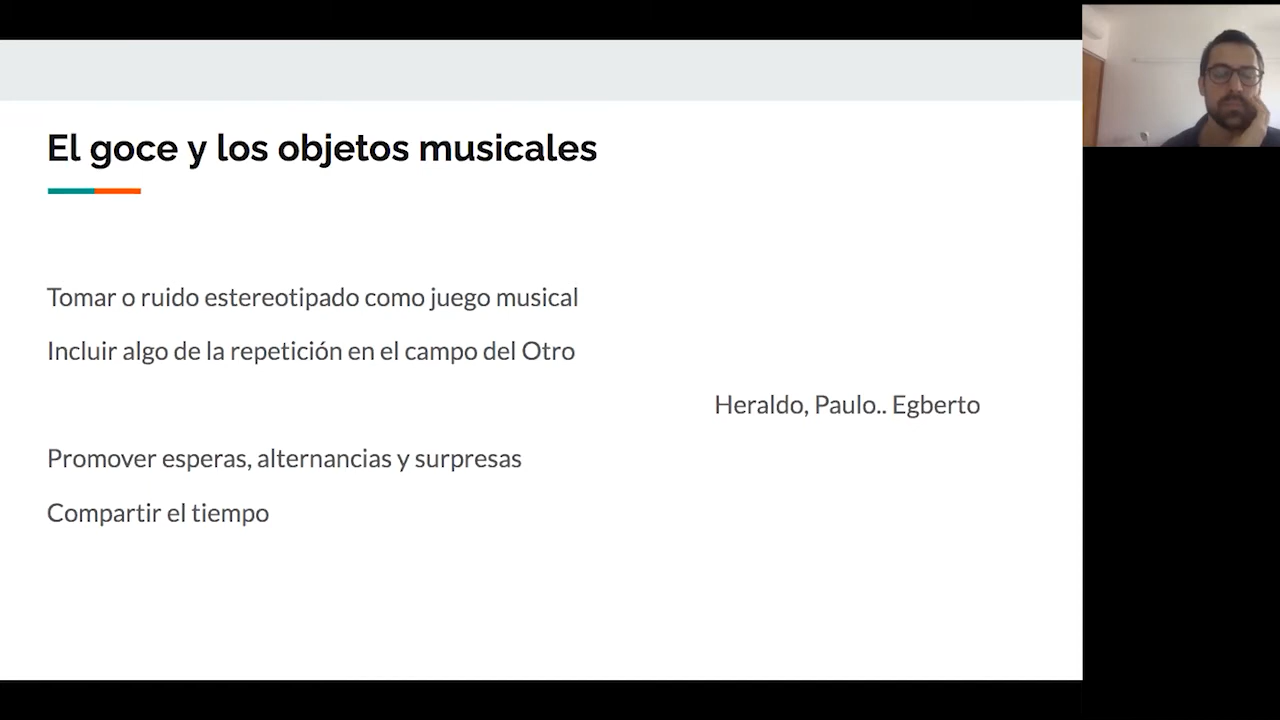 El goce y los objetos musicales
Tomar o ruido estereotipado como juego musical
Incluir algo de la repetición en el campo del Otro
Heraldo, Paulo.. Egberto
Promover esperas, alternancias y surpresas
Compartir el tiempo